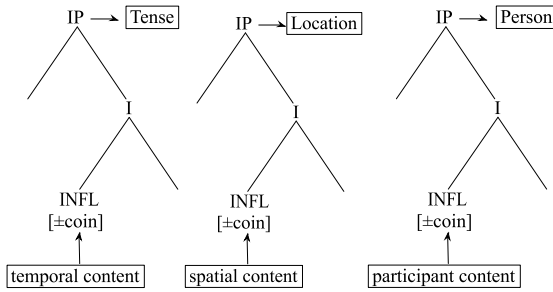 IP Tense
I
INFL
[±coin]
temporal content
IP Location
I
INFL
[±coin]
spatial content
IP Person
I
INFL
[±coin]
participant content